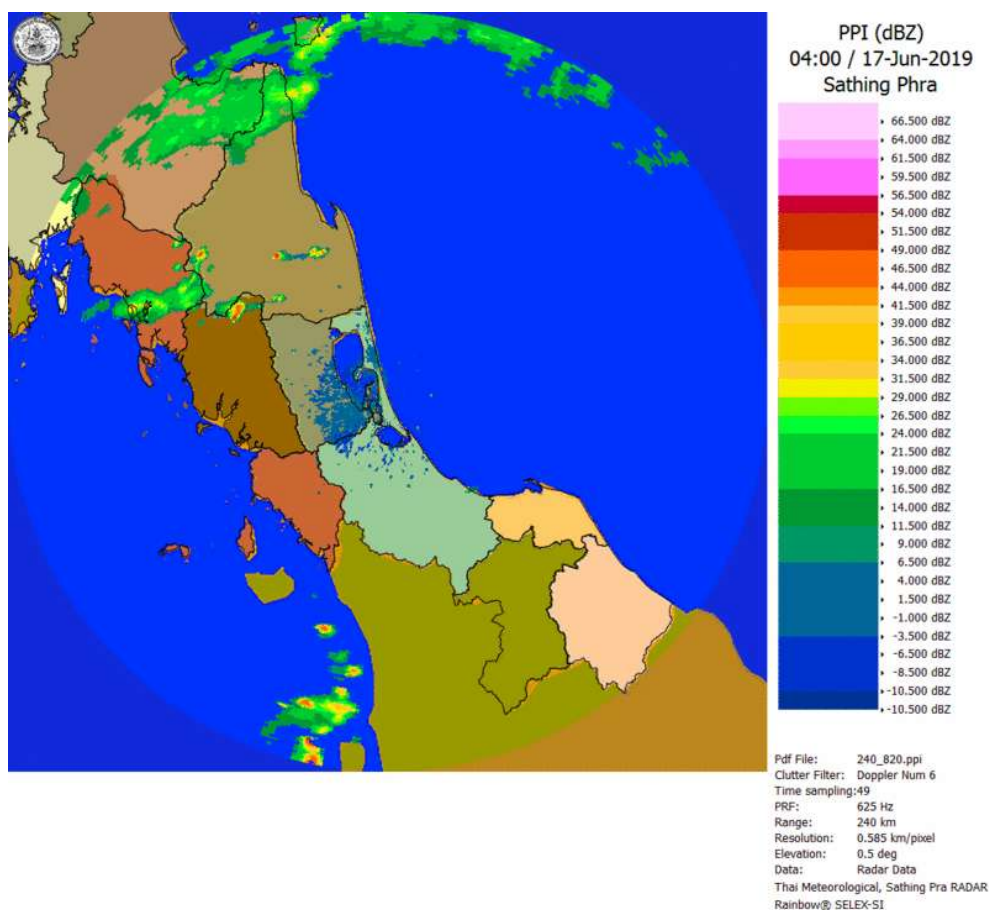 PPI (dBZ)
04:00 / 17-Jun-2019
Sathing Phra
66.500 dBZ
64.000 dBZ
61.500 dBZ
59.500 dBZ
56.500 dBZ
54.000 dBZ
51.500 dBZ
49.000 dBZ
46.500 dBZ
44.000 dBZ
41.500 dBZ
39.000 dBZ
36.500 dBZ
34.000 dBZ
31.500 dBZ
29.000 dBZ
26.500 dBZ
24.000 dBZ
21.500 dBZ
19.000 dBZ
16.500 dBZ
14.000 dBZ
11.500 dBZ
9.000 dBZ
6.500 dBZ
4.000 dBZ
1.500 dBZ
-1.000 dBZ
-3.500 dBZ
-6.500 dBZ
-8.500 dBZ
-10.500 dBZ
-10.500 dBZ
Pdf File: 240_820.ppi
Clutter Filter: Doppler Num 6
Time sampling:49
PRF: 625 Hz
Range: 240 km
Resolution: 0.585 km/pixel
Elevation: 0.5 deg
Data: Radar Data
Thai Meteorological, Sathing Pra RADAR
Rainbow® SELEX-SI